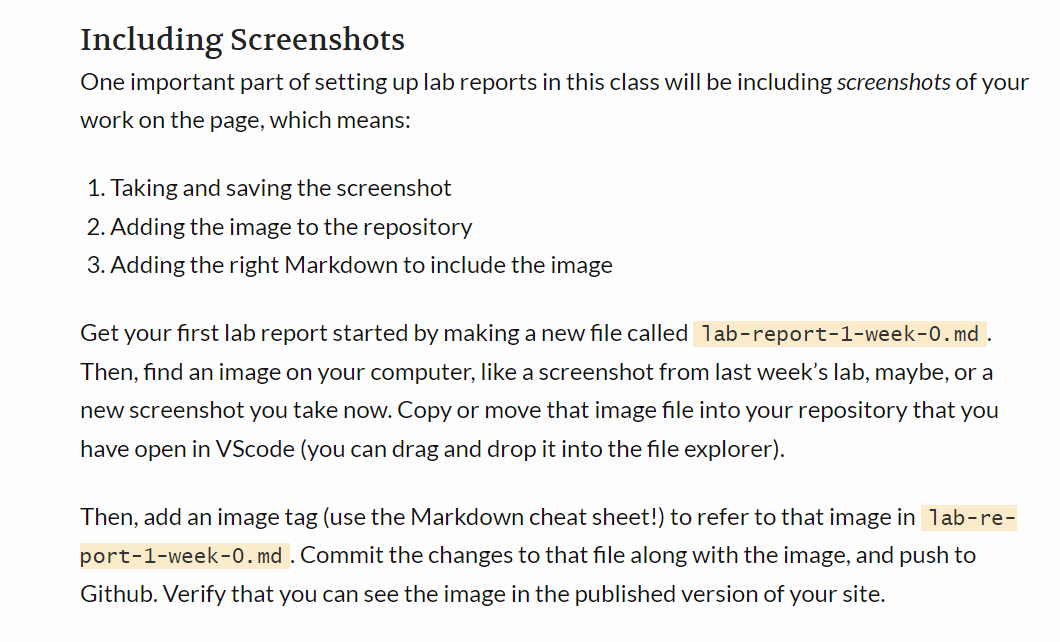 Including Screenshots
One important part of setting up lab reports in this class will be including screenshots of your
work on the page, which means:
1. Taking and saving the screenshot
2. Adding the image to the repository
3. Adding the right Markdown to include the image
Get your first lab report started by making a new file called lab-report-1-week-0.md.
Then, find an image on your computer, like a screenshot from last week’s lab, maybe, or a
new screenshot you take now. Copy or move that image file into your repository that you
have open in VScode (you can drag and drop it into the file explorer).
Then, add an image tag (use the Markdown cheat sheet!) to refer to that image in lab-re-
port-1-week-0.md. Commit the changes to that file along with the image, and push to
Github. Verify that you can see the image in the published version of your site.